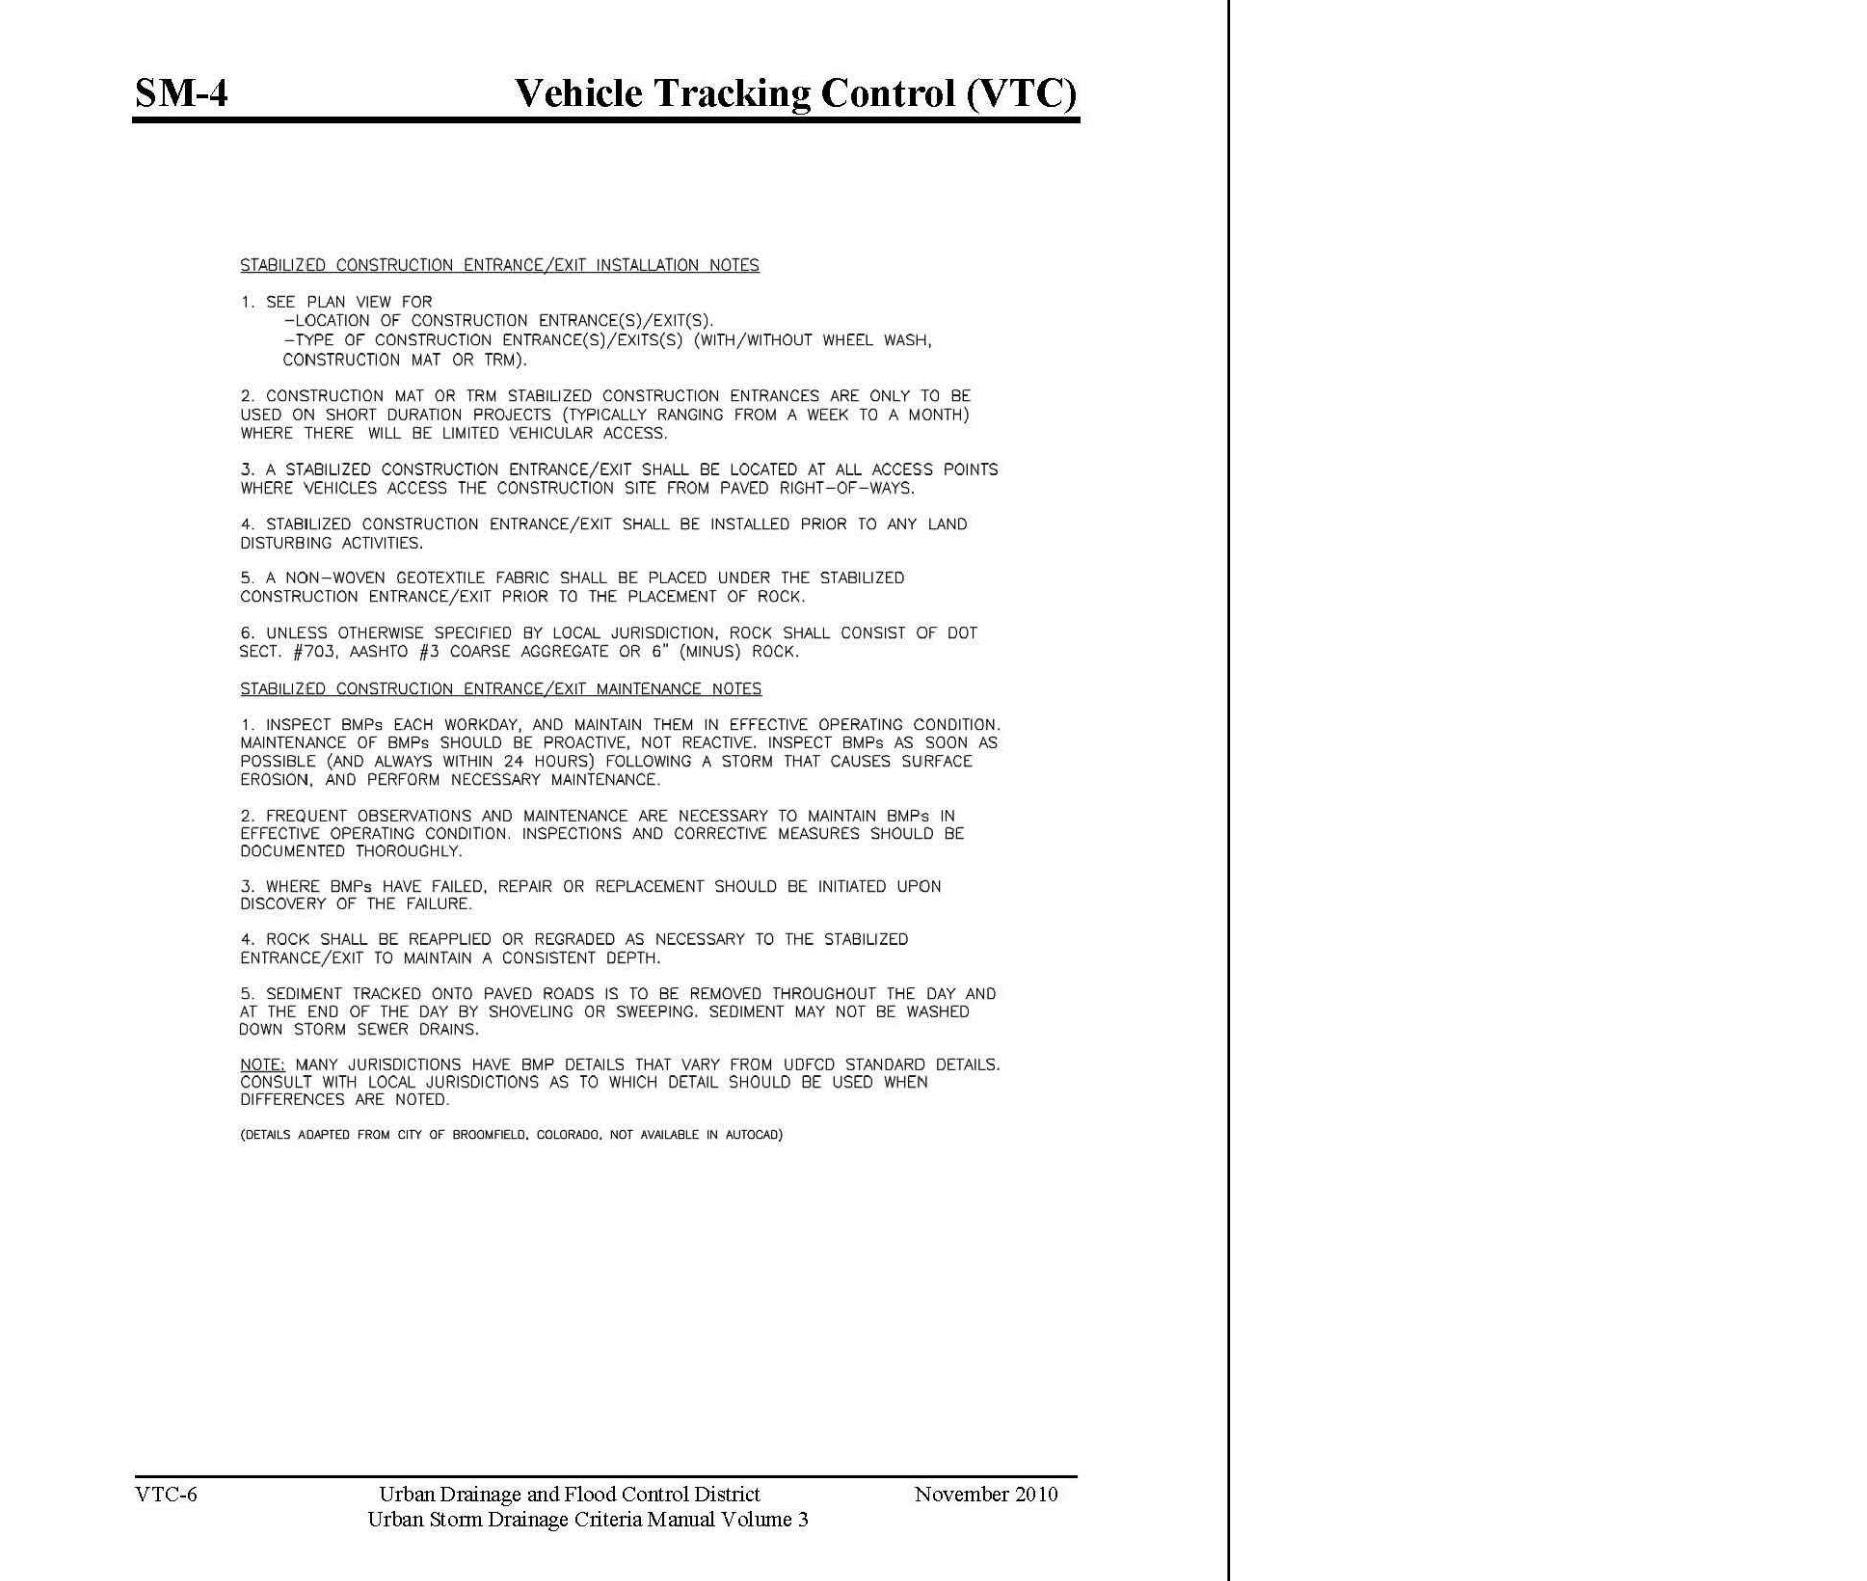 SM-4 Vehicle Tracking Control (VTC)
STABILIZED CONSTRUCTION ENTRANCE/EXIT INSTALLATION NOTES
1. SEE PLAN VIEW FOR
-LOCATION OF CONSTRUCTION ENTRANCE(S)/EXIT(S).
-TYPE OF CONSTRUCTION ENTRANCE(S)/EXITS(S) (WITH/WITHOUT WHEEL WASH,
CONSTRUCTION MAT OR TRM).
2. CONSTRUCTION MAT OR TRM STABILIZED CONSTRUCTION ENTRANCES ARE ONLY TO BE
USED ON SHORT DURATION PROJECTS (TYPICALLY RANGING FROM A WEEK TO A MONTH)
WHERE THERE WILL BE LIMITED VEHICULAR ACCESS.
3. A STABILIZED CONSTRUCTION ENTRANCE/EXIT SHALL BE LOCATED AT ALL ACCESS POINTS
WHERE VEHICLES ACCESS THE CONSTRUCTION SITE FROM PAVED RIGHT-OF-WAYS.
4. STABILIZED CONSTRUCTION ENTRANCE/EXIT SHALL BE INSTALLED PRIOR TO ANY LAND
DISTURBING ACTIVITIES.
5. A NON-WOVEN GEOTEXTILE FABRIC SHALL BE PLACED UNDER THE STABILIZED
CONSTRUCTION ENTRANCE/EXIT PRIOR TO THE PLACEMENT OF ROCK.
6. UNLESS OTHERWISE SPECIFIED BY LOCAL JURISDICTION, ROCK SHALL CONSIST OF DOT
SECT. #703, AASHTO #3 COARSE AGGREGATE OR 6" (MINUS) ROCK.
STABILIZED CONSTRUCTION ENTRANCE/EXIT MAINTENANCE NOTES
1. INSPECT BMPs EACH WORKDAY, AND MAINTAIN THEM IN EFFECTIVE OPERATING CONDITION.
MAINTENANCE OF BMPs SHOULD BE PROACTIVE, NOT REACTIVE. INSPECT BMPs AS SOON AS
POSSIBLE (AND ALWAYS WITHIN 24 HOURS) FOLLOWING A STORM THAT CAUSES SURFACE
EROSION, AND PERFORM NECESSARY MAINTENANCE.
2. FREQUENT OBSERVATIONS AND MAINTENANCE ARE NECESSARY TO MAINTAIN BMPs IN
EFFECTIVE OPERATING CONDITION. INSPECTIONS AND CORRECTIVE MEASURES SHOULD BE
DOCUMENTED THOROUGHLY.
3. WHERE BMPs HAVE FAILED, REPAIR OR REPLACEMENT SHOULD BE INITIATED UPON
DISCOVERY OF THE FAILURE.
4. ROCK SHALL BE REAPPLIED OR REGRADED AS NECESSARY TO THE STABILIZED
ENTRANCE/EXIT TO MAINTAIN A CONSISTENT DEPTH.
5. SEDIMENT TRACKED ONTO PAVED ROADS IS TO BE REMOVED THROUGHOUT THE DAY AND
AT THE END OF THE DAY BY SHOVELING OR SWEEPING. SEDIMENT MAY NOT BE WASHED
DOWN STORM SEWER DRAINS.
NOTE: MANY JURISDICTIONS HAVE BMP DETAILS THAT VARY FROM UDFCD STANDARD DETAILS.
CONSULT WITH LOCAL JURISDICTIONS AS TO WHICH DETAIL SHOULD BE USED WHEN
DIFFERENCES ARE NOTED.
(DETAILS ADAPTED FROM CITY OF BROOMFIELD, COLORADO, NOT AVAILABLE IN AUTOCAD)
VTC-6 Urban Drainage and Flood Control District November 2010
Urban Storm Drainage Criteria Manual Volume 3